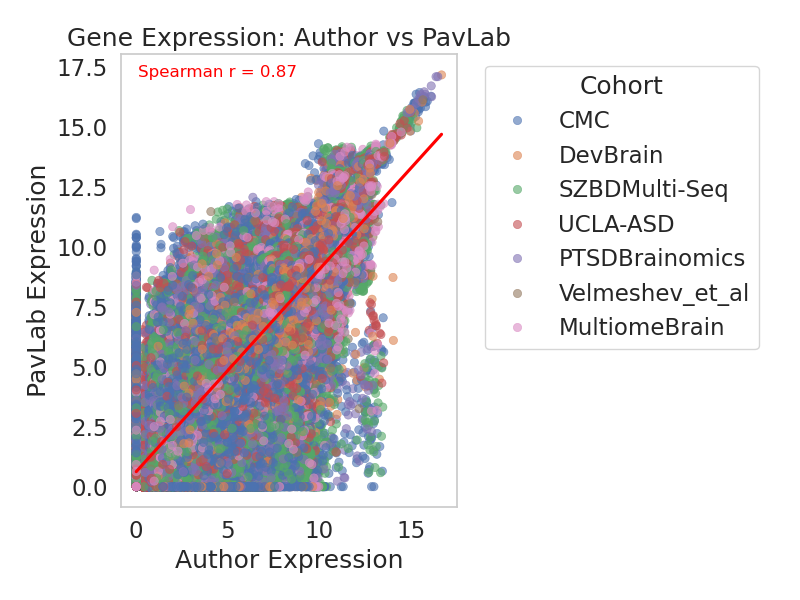 Gene Expression: Author vs PavLab
Spearman r = 0.87
17.5
15.0
12.5
10.0
7.5
5.0
2.5
0.0
PavLab Expression
0 5 10 15
Author Expression
Cohort
CMC
DevBrain
SZBDMulti-Seq
UCLA-ASD
PTSDBrainomics
Velmeshev_et_al
MultiomeBrain